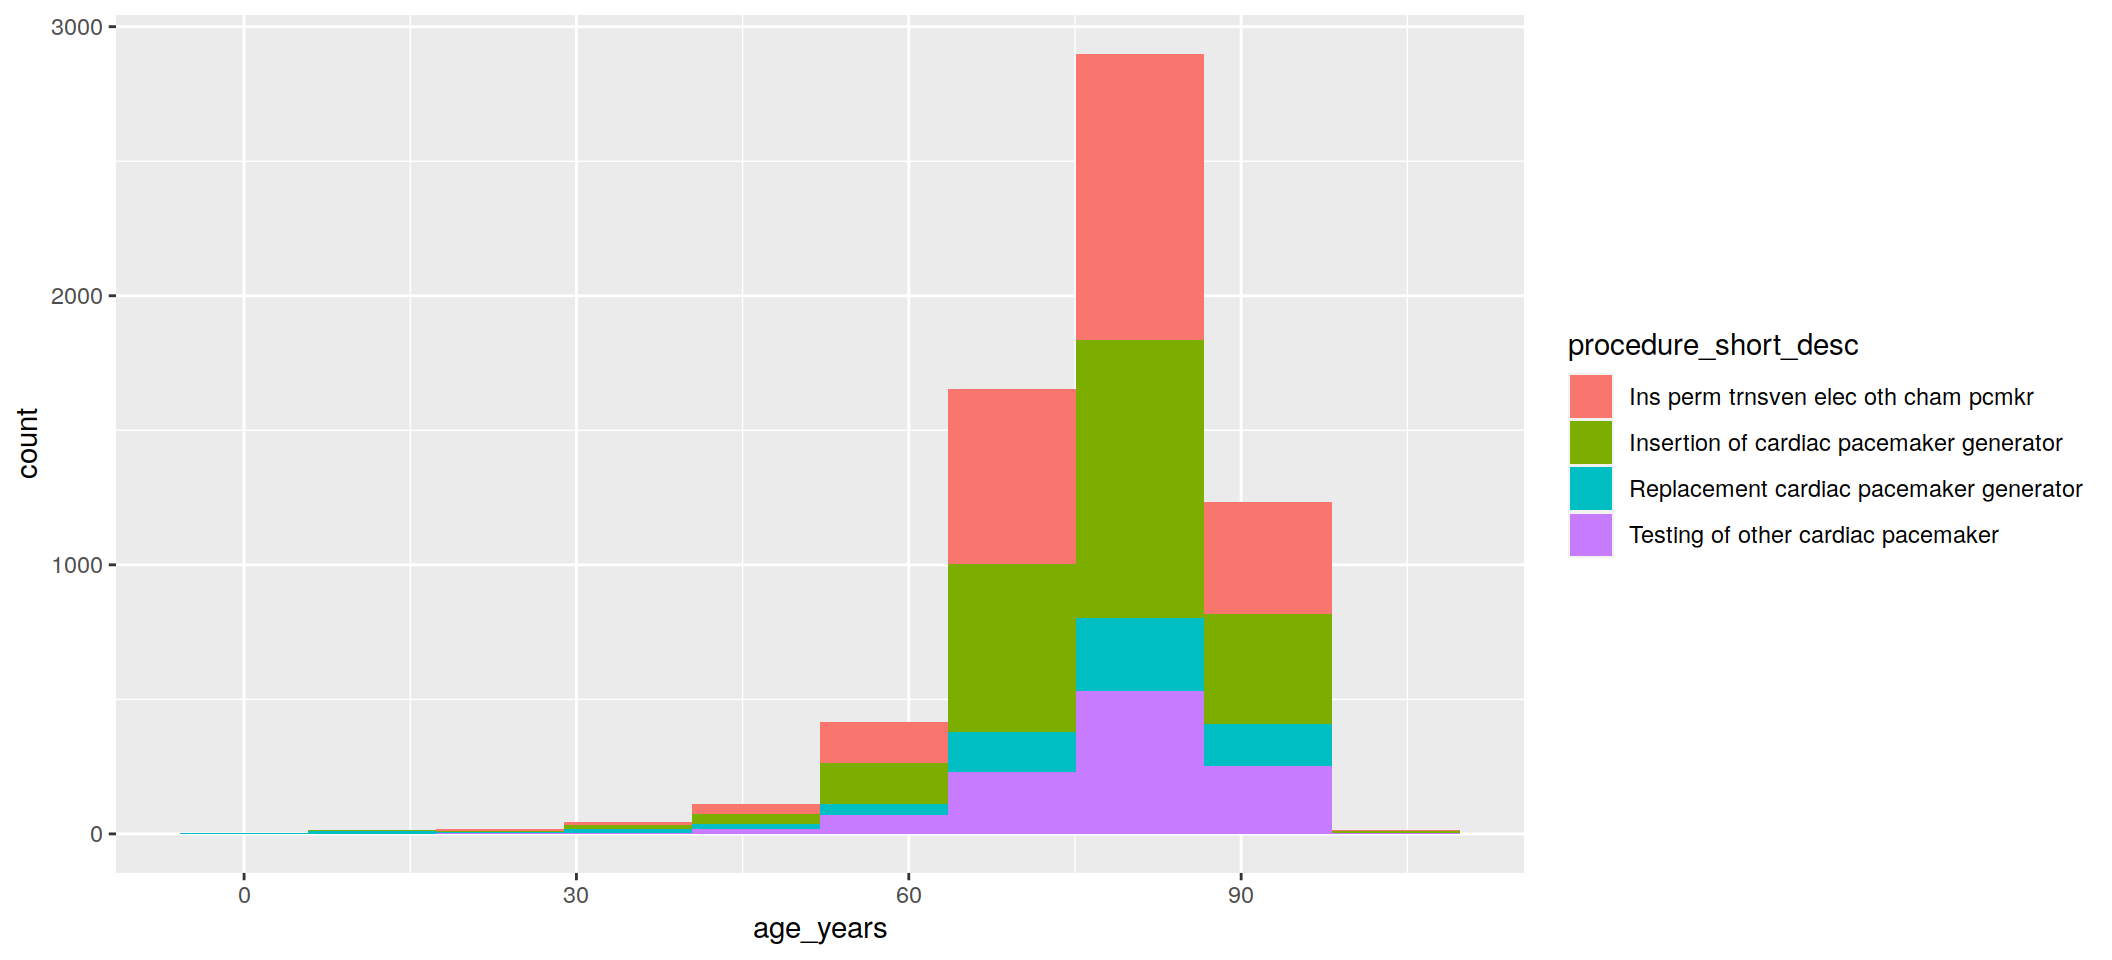 3000
2000
1000
0
count
0 30 60 90
age_years
procedure_short_desc
Ins perm trnsven elec oth cham pcmkr
Insertion of cardiac pacemaker generator
Replacement cardiac pacemaker generator
Testing of other cardiac pacemaker